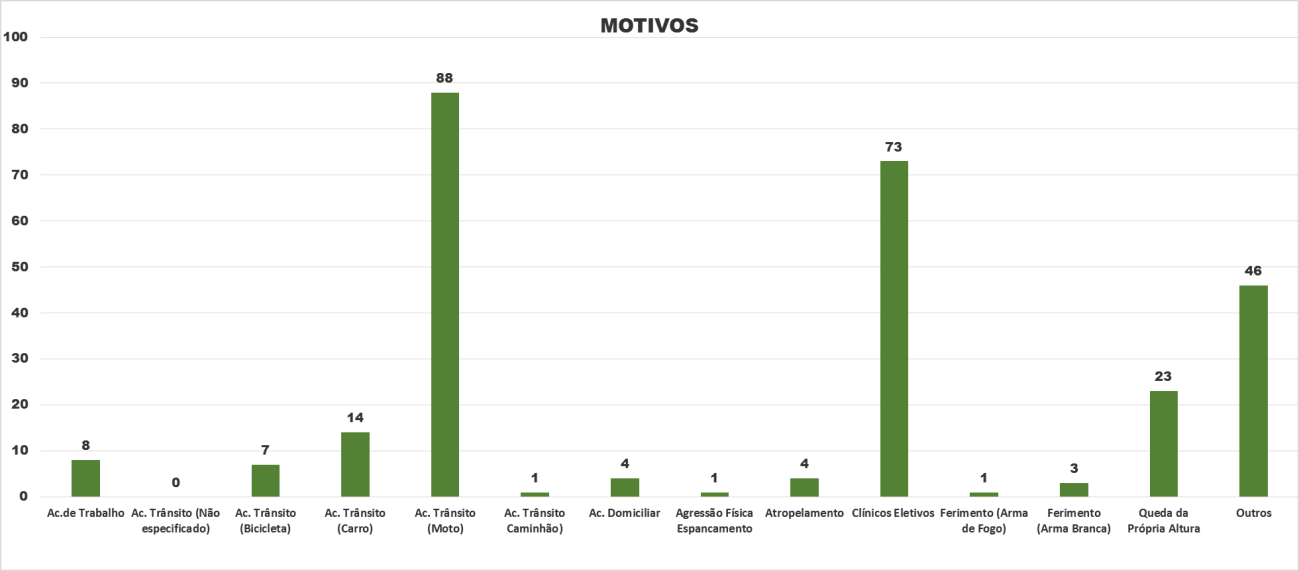 MOTIVOS
100
90
80
70
60
50
40
30
20
10
0
8
0
7
14
88
1
4
1
4
73
1
3
23
46
Ac.de Trabalho
Ac. Trânsito (Não
especificado)
Ac. Trânsito
(Bicicleta)
Ac. Trânsito
(Carro)
Ac. Trânsito
(Moto)
Ac. Trânsito
Caminhão)
Ac. Domiciliar
Agressão Física
Espancamento
Atropelamento
Clínicos Eletivos
Ferimento (Arma
de Fogo)
Ferimento
(Arma Branca)
Queda da
Própria Altura
Outros